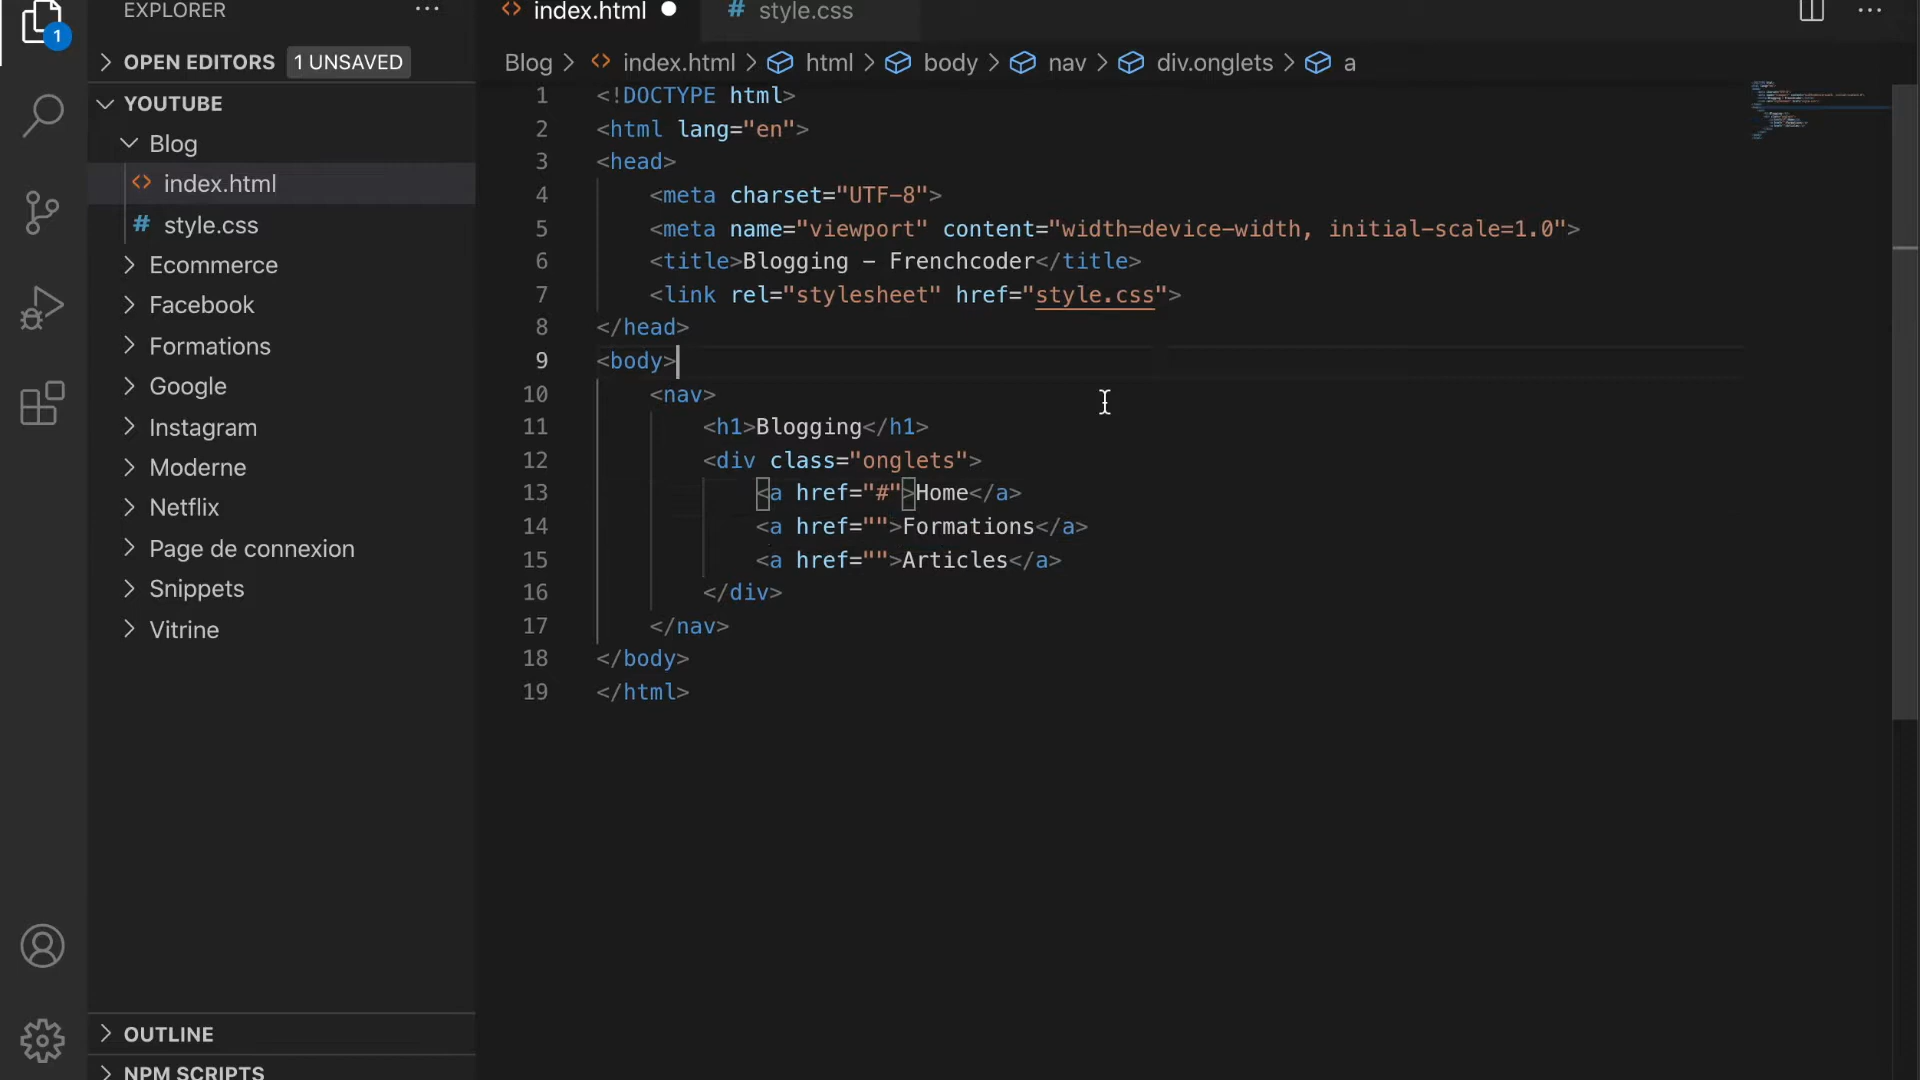 EXPLORER
OPEN EDITORS 1 UNSAVED
YOUTUBE
Blog
index.html
style.css
Ecommerce
Facebook
Formations
Google
Instagram
Moderne
Netflix
Page de connexion
Snippets
Vitrine
OUTLINE
NPM SCRIPTS
1
<> index.html # style.css
Blog > <> index.html > html > body > nav > div.onglets > a
1 <!DOCTYPE html>
2 <html lang="en">
3 <head>
4 <meta charset="UTF-8">
5 <meta name="viewport" content="width=device-width, initial-scale=1.0">
6 <title>Blogging - Frenchcoder</title>
7 <link rel="stylesheet" href="style.css">
8 </head>
9 <body>
10 <nav>
11 <h1>Blogging</h1>
12 <div class="onglets">
13 <a href="#">Home</a>
14 <a href="">Formations</a>
15 <a href="">Articles</a>
16 </div>
17 </nav>
18 </body>
19 </html>